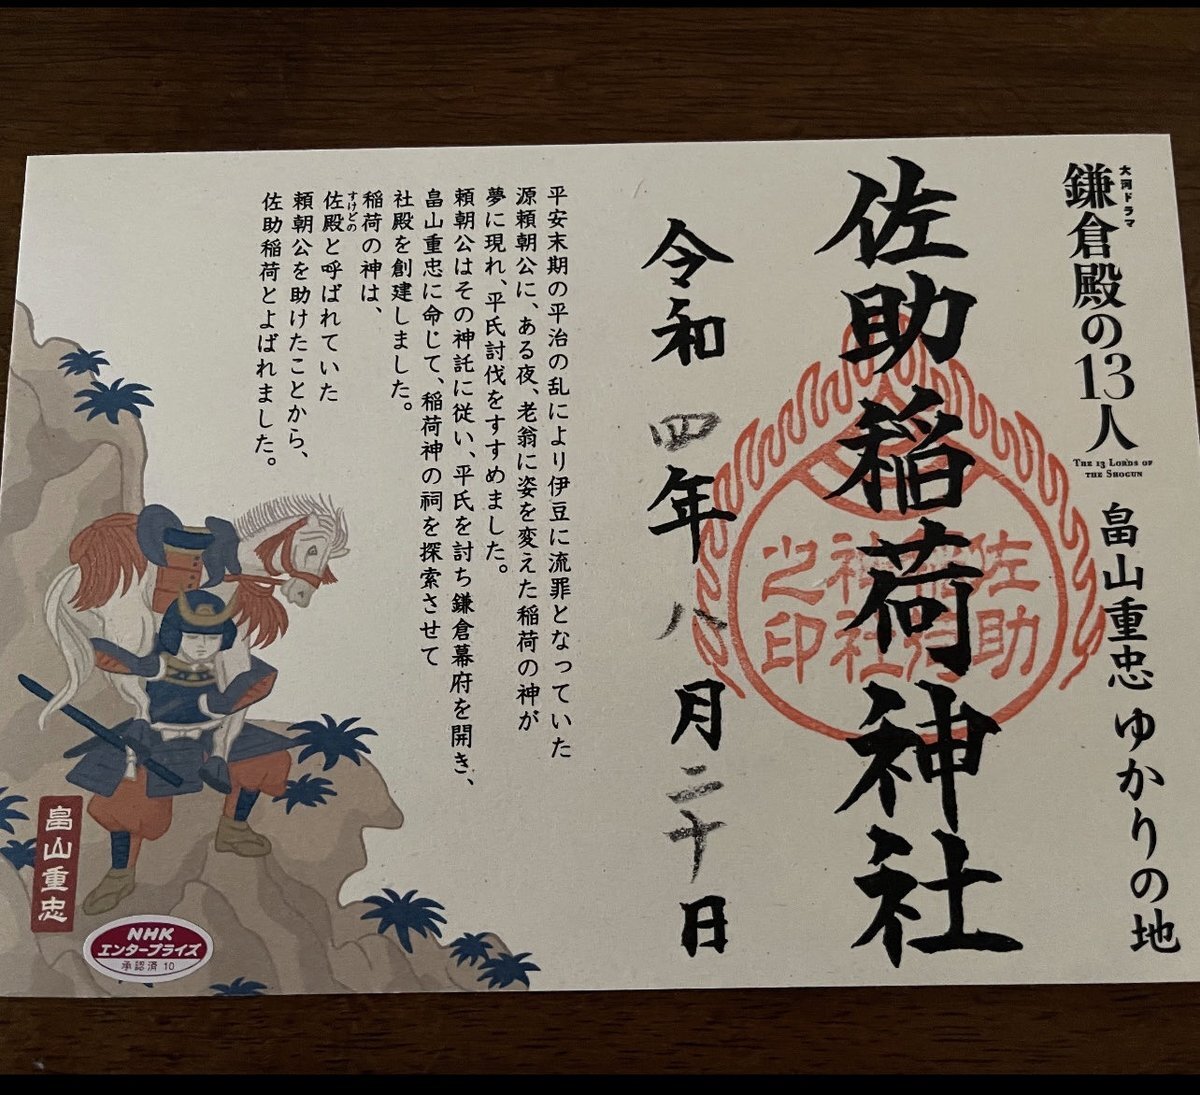 大河ドラマ
鎌倉殿の13人
THE 13 LORDS OF
THE SHOGUN
畠山重忠 ゆかりの地
佐助稲荷神社
佐助
稲荷
神社
之印
令和四年八月二十日
平安末期の平治の乱により伊豆に流罪となっていた
源頼朝公に、ある夜、老翁に姿を変えた稲荷の神が
夢に現れ、平氏討伐をすすめました。
頼朝公はその神託に従い、平氏を討ち鎌倉幕府を開き、
畠山重忠に命じて、稲荷神の祠を探索させて
社殿を創建しました。
稲荷の神は、
すけどの
佐殿と呼ばれていた
頼朝公を助けたことから、
佐助稲荷とよばれました。
畠山重忠
NHK
エンタープライズ
承認済 10